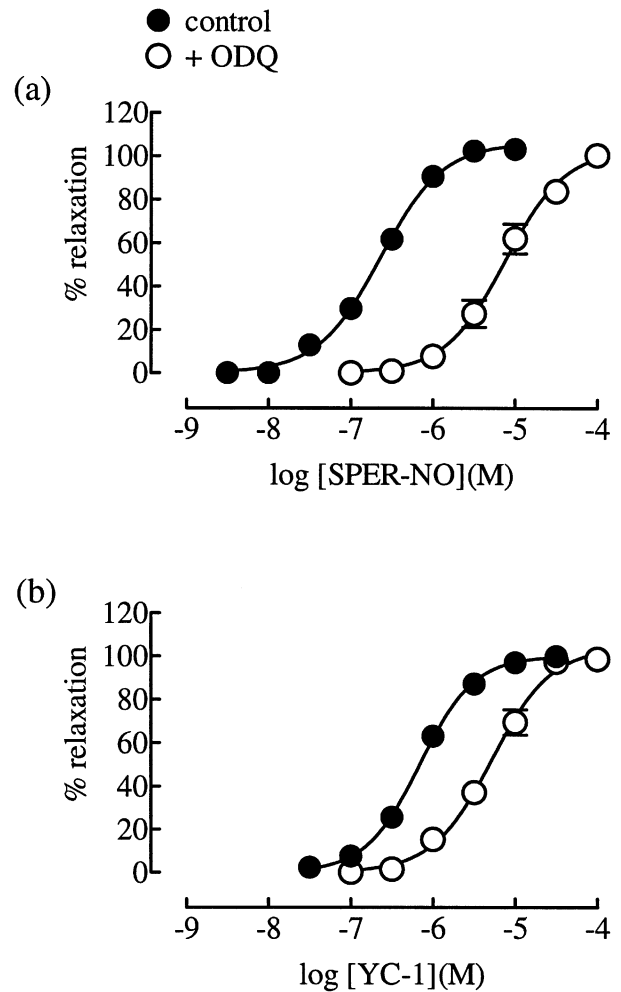 control
+ ODQ
(a)
120
100
80
60
40
20
0
% relaxation
-9 -8 -7 -6 -5 -4
log [SPER-NO](M)
(b)
120
100
80
60
40
20
0
% relaxation
-9 -8 -7 -6 -5 -4
log [YC-1](M)